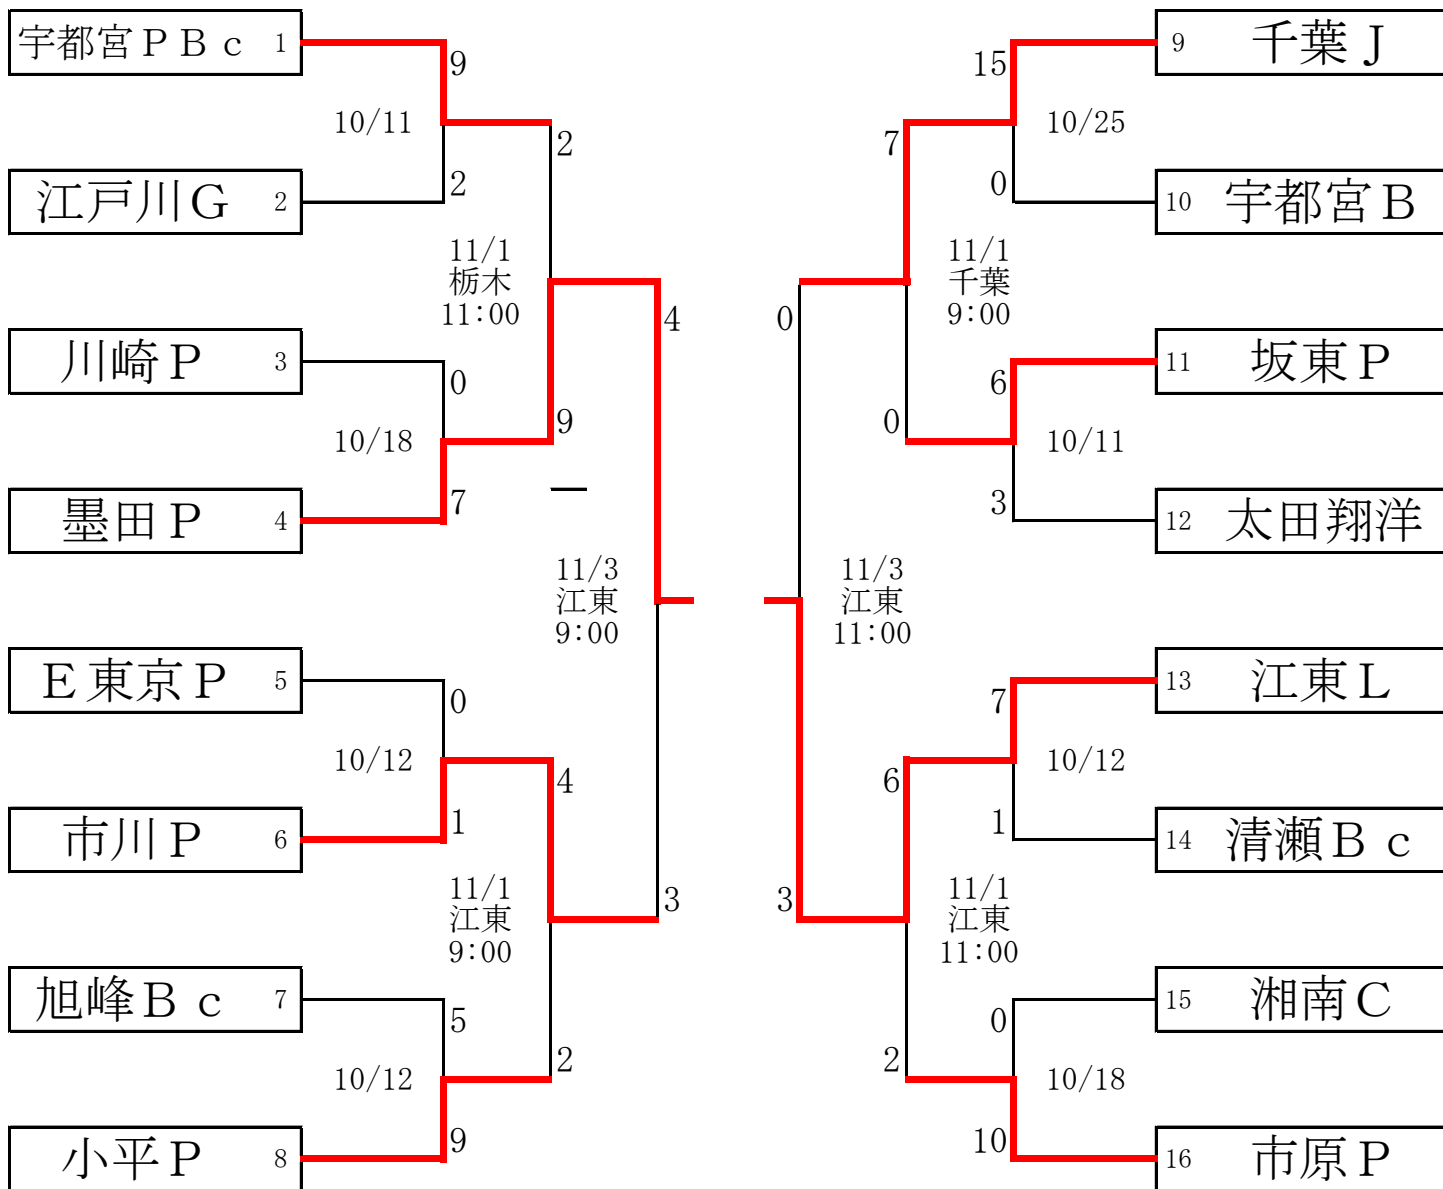 宇都宮ＰＢｃ 1
9
10/11
2
江戸川Ｇ 2
2
11/1
栃木
11:00
川崎Ｐ 3
0
10/18
9
墨田Ｐ 4
7
4
11/3
江東
9:00
Ｅ東京Ｐ 5
0
10/12
4
市川Ｐ 6
1
11/1
江東
9:00
3
旭峰Ｂｃ 7
5
10/12
2
小平Ｐ 8
9
9 千葉Ｊ
15
10/25
7
10 宇都宮Ｂ
0
11/1
千葉
9:00
0
11 坂東Ｐ
6
10/11
0
12 太田翔洋
3
11/3
江東
11:00
13 江東Ｌ
7
10/12
6
14 清瀬Ｂｃ
1
11/1
江東
11:00
3
15 湘南Ｃ
0
10/18
2
16 市原Ｐ
10